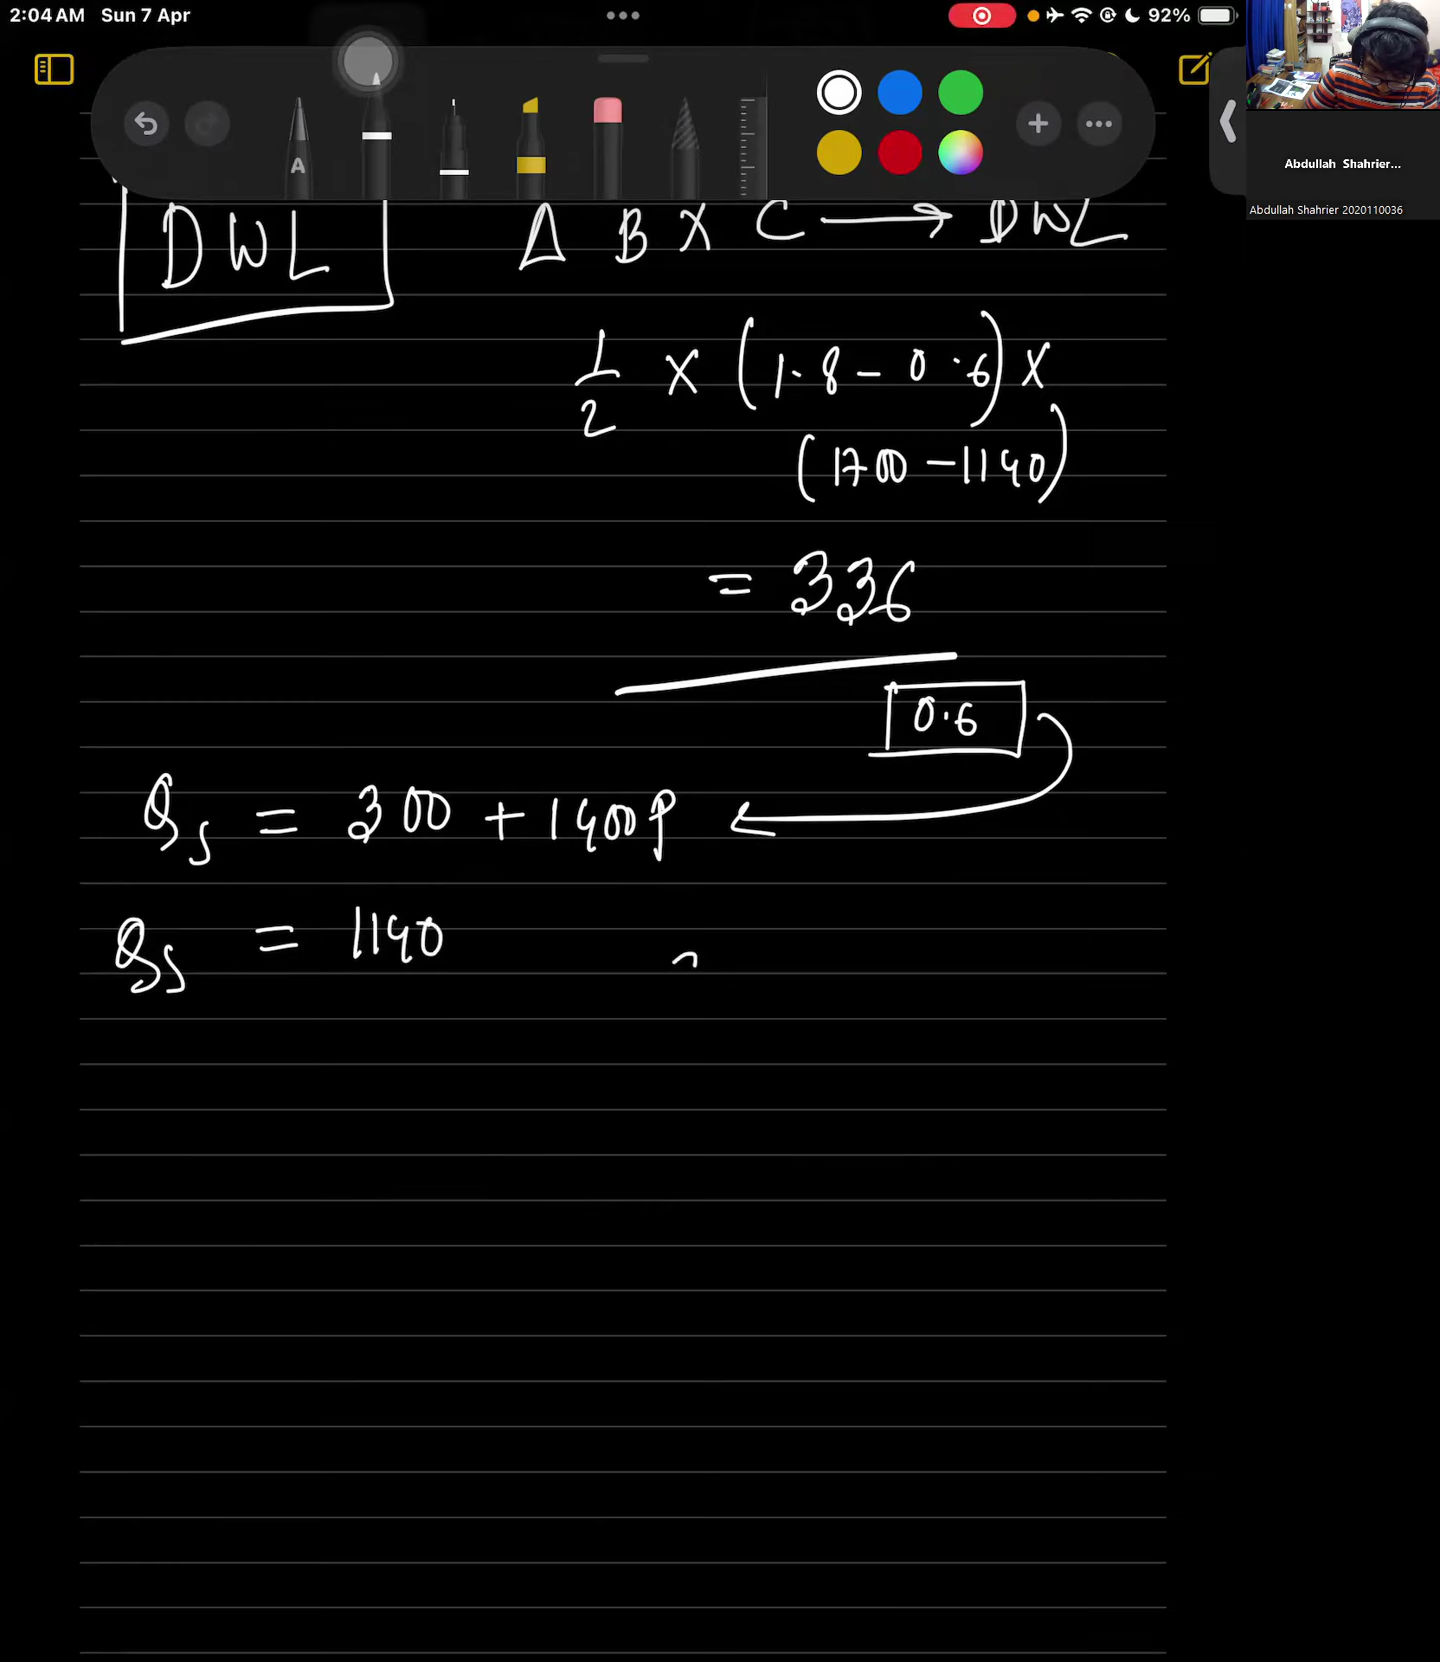 2:04 AM Sun 7 Apr
92%
A
Abdullah Shahrier...
Abdullah Shahrier 2020110036
DWL
Δ B X C → DWL
1/2 × (1.8 - 0.6) ×
(1700 - 1140)
= 336
0.6
Qs = 300 + 1400P ←
Qs = 1140